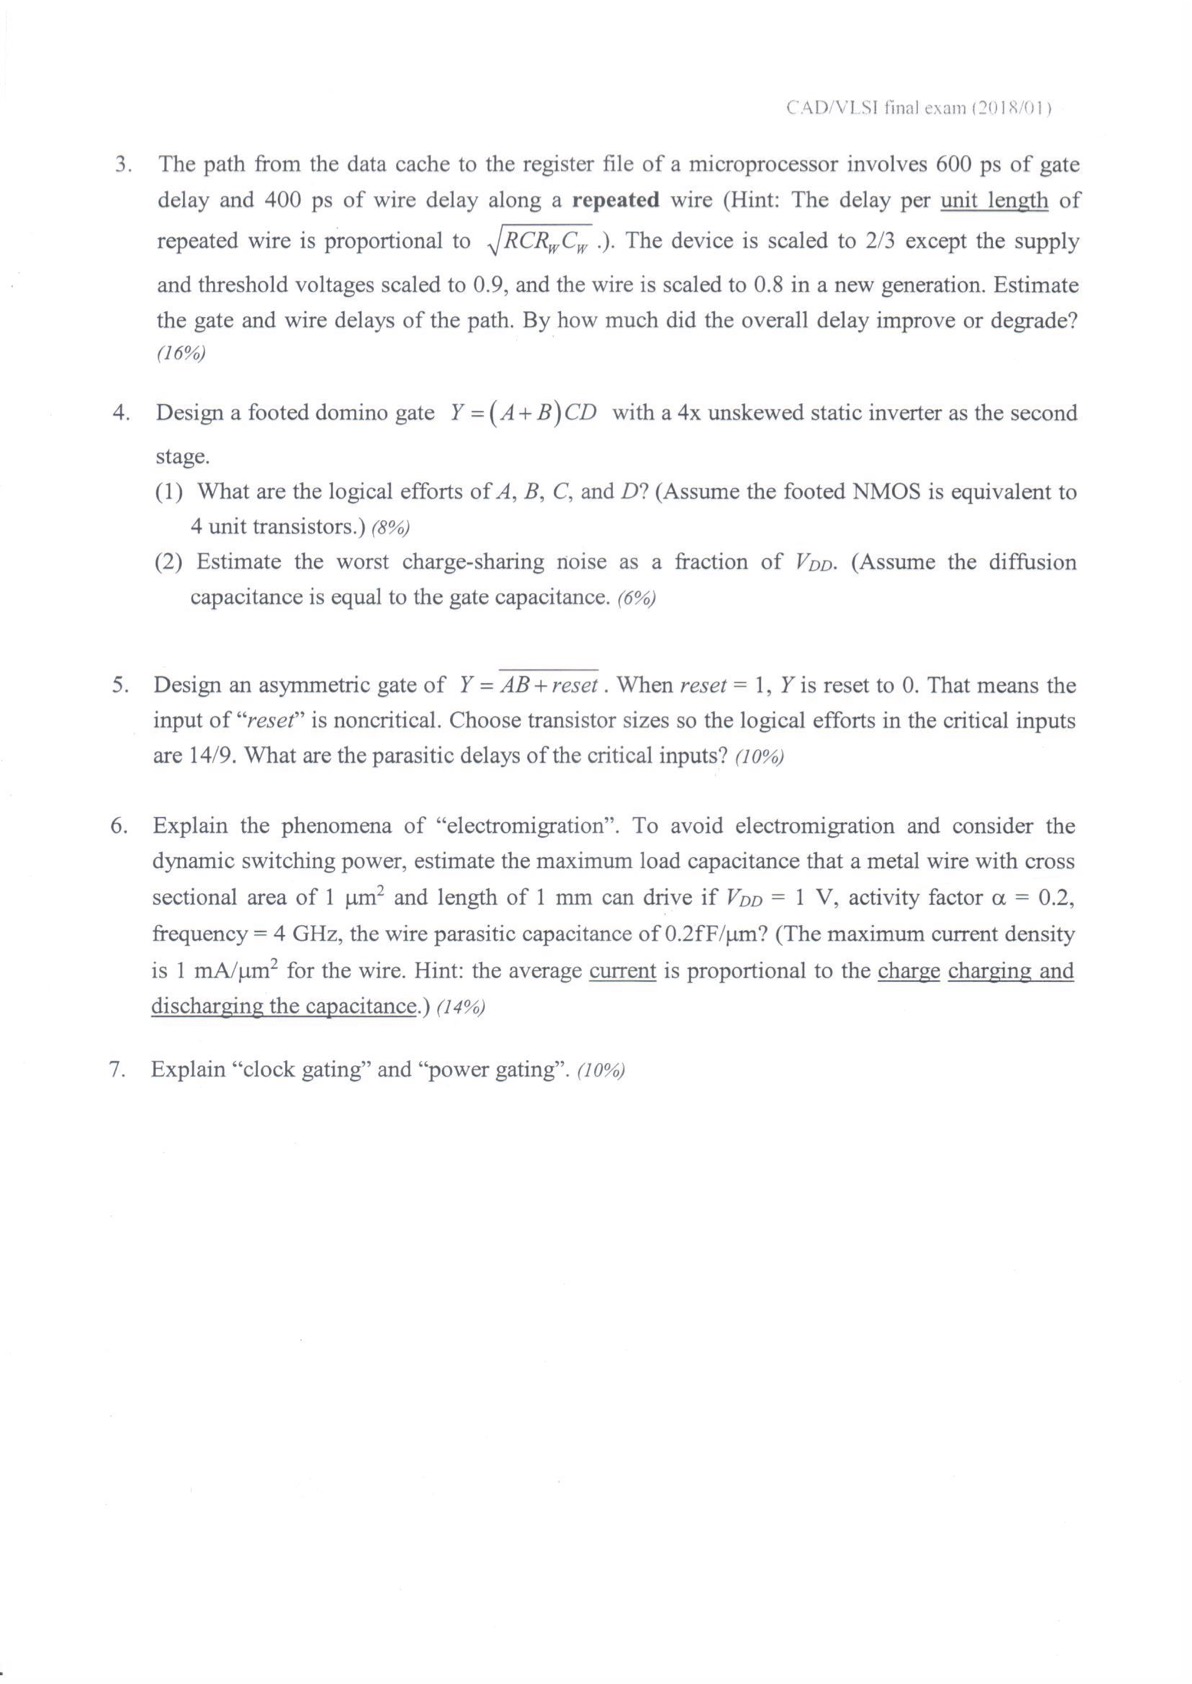 CAD/VLSI final exam (2018/01)
3. The path from the data cache to the register file of a microprocessor involves 600 ps of gate
delay and 400 ps of wire delay along a repeated wire (Hint: The delay per unit length of
repeated wire is proportional to √RCR_WC_W .). The device is scaled to 2/3 except the supply
and threshold voltages scaled to 0.9, and the wire is scaled to 0.8 in a new generation. Estimate
the gate and wire delays of the path. By how much did the overall delay improve or degrade?
(16%)
4. Design a footed domino gate Y = (A + B)CD with a 4x unskewed static inverter as the second
stage.
(1) What are the logical efforts of A, B, C, and D? (Assume the footed NMOS is equivalent to
4 unit transistors.) (8%)
(2) Estimate the worst charge-sharing noise as a fraction of V_DD. (Assume the diffusion
capacitance is equal to the gate capacitance. (6%)
5. Design an asymmetric gate of Y = \overline{AB + reset} . When reset = 1, Y is reset to 0. That means the
input of “reset” is noncritical. Choose transistor sizes so the logical efforts in the critical inputs
are 14/9. What are the parasitic delays of the critical inputs? (10%)
6. Explain the phenomena of “electromigration”. To avoid electromigration and consider the
dynamic switching power, estimate the maximum load capacitance that a metal wire with cross
sectional area of 1 μm² and length of 1 mm can drive if V_DD = 1 V, activity factor α = 0.2,
frequency = 4 GHz, the wire parasitic capacitance of 0.2fF/μm? (The maximum current density
is 1 mA/μm² for the wire. Hint: the average current is proportional to the charge charging and
discharging the capacitance.) (14%)
7. Explain “clock gating” and “power gating”. (10%)